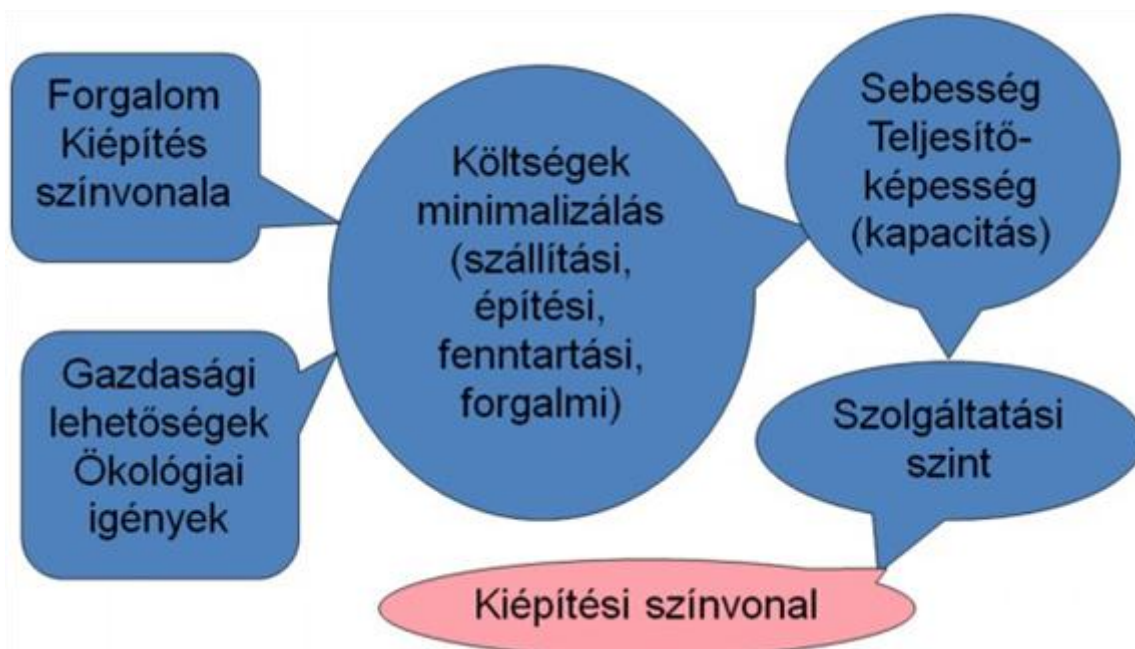 Forgalom
Kiépítés
színvonala
Gazdasági
lehetőségek
Ökológiai
igények
Költségek
minimalizálás
(szállítási,
építési,
fenntartási,
forgalmi)
Sebesség
Teljesítő-
képesség
(kapacitás)
Szolgáltatási
szint
Kiépítési színvonal